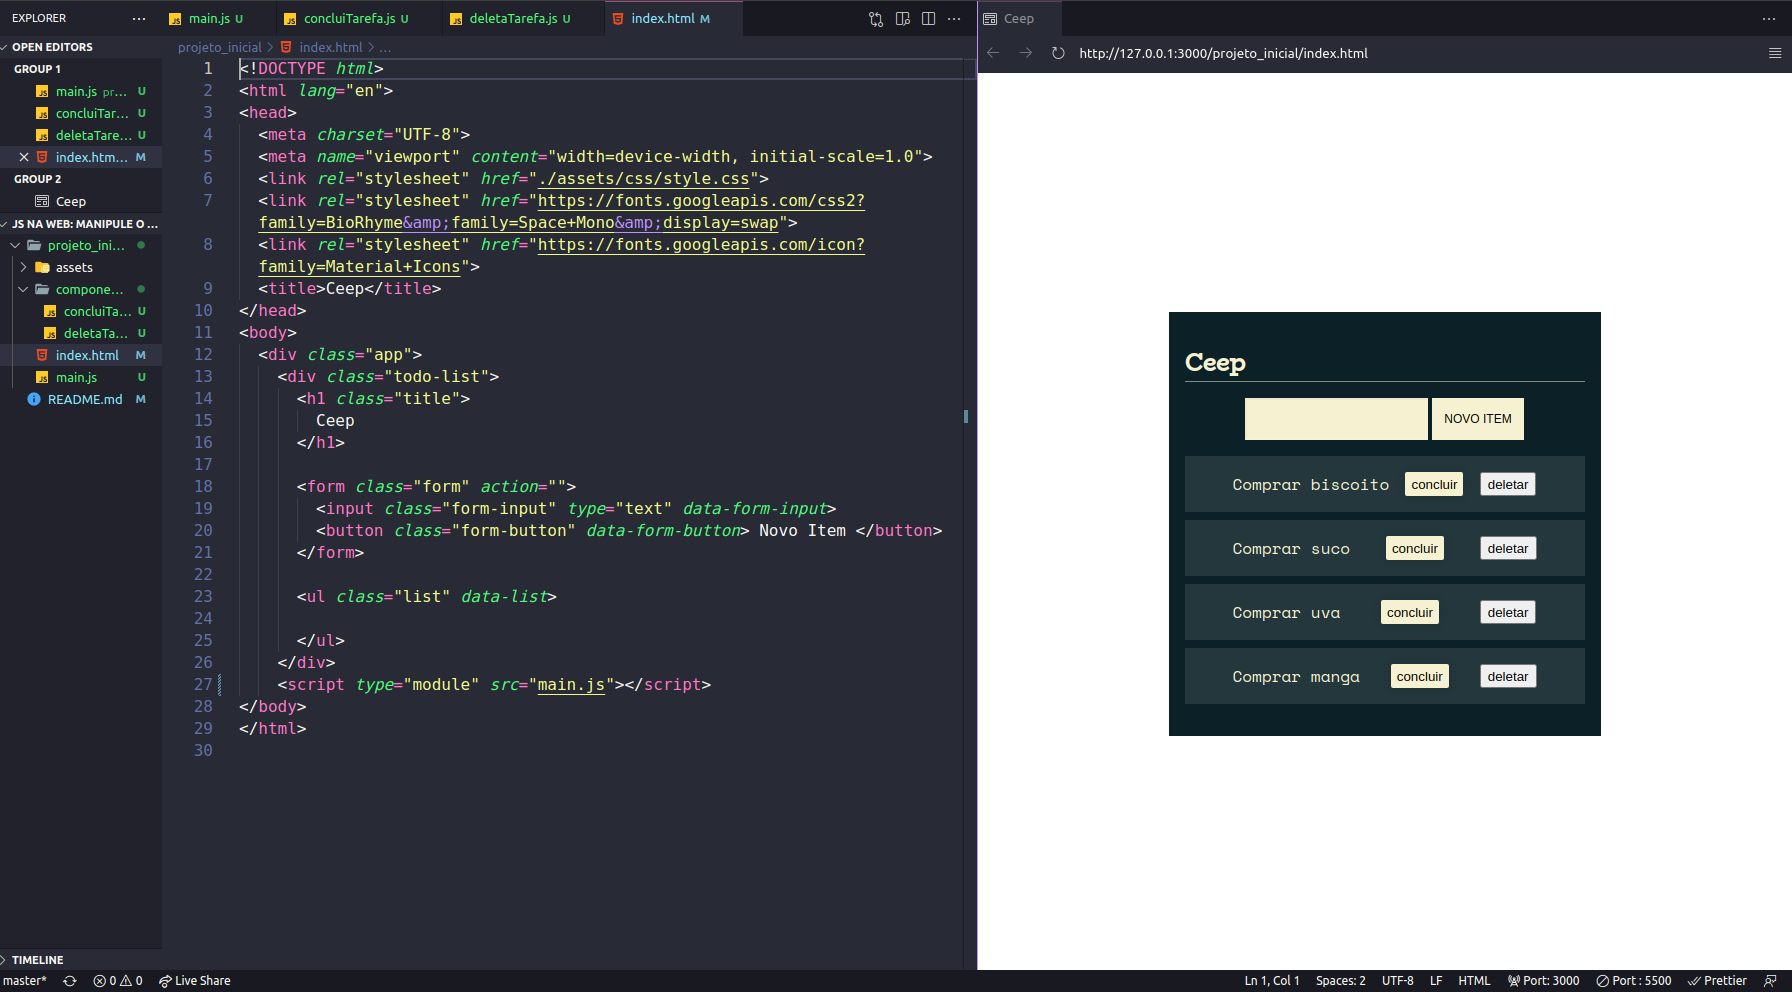 EXPLORER
OPEN EDITORS
GROUP 1
main.js pr... U
concluiTar... U
deletaTare... U
index.htm... M
GROUP 2
Ceep
JS NA WEB: MANIPULE O ...
projeto_ini...
assets
compone...
concluiTa... U
deletaTa... U
index.html M
main.js U
README.md M
TIMELINE
main.js U
concluiTarefa.js U
deletaTarefa.js U
index.html M
projeto_inicial > index.html > ...
1 <!DOCTYPE html>
2 <html lang="en">
3 <head>
4 <meta charset="UTF-8">
5 <meta name="viewport" content="width=device-width, initial-scale=1.0">
6 <link rel="stylesheet" href="./assets/css/style.css">
7 <link rel="stylesheet" href="https://fonts.googleapis.com/css2?
family=BioRhyme&amp;family=Space+Mono&amp;display=swap">
8 <link rel="stylesheet" href="https://fonts.googleapis.com/icon?
family=Material+Icons">
9 <title>Ceep</title>
10 </head>
11 <body>
12 <div class="app">
13 <div class="todo-list">
14 <h1 class="title">
15 Ceep
16 </h1>
17
18 <form class="form" action="">
19 <input class="form-input" type="text" data-form-input>
20 <button class="form-button" data-form-button> Novo Item </button>
21 </form>
22
23 <ul class="list" data-list>
24
25 </ul>
26 </div>
27 <script type="module" src="main.js"></script>
28 </body>
29 </html>
30
Ceep
http://127.0.0.1:3000/projeto_inicial/index.html
Ceep
NOVO ITEM
Comprar biscoito concluir deletar
Comprar suco concluir deletar
Comprar uva concluir deletar
Comprar manga concluir deletar
master* 0 0 Live Share Ln 1, Col 1 Spaces: 2 UTF-8 LF HTML Port: 3000 Port : 5500 Prettier